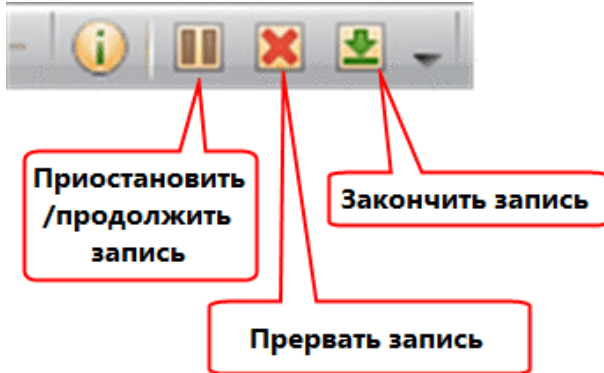 Приостановить
/продолжить
запись
Закончить запись
Прервать запись